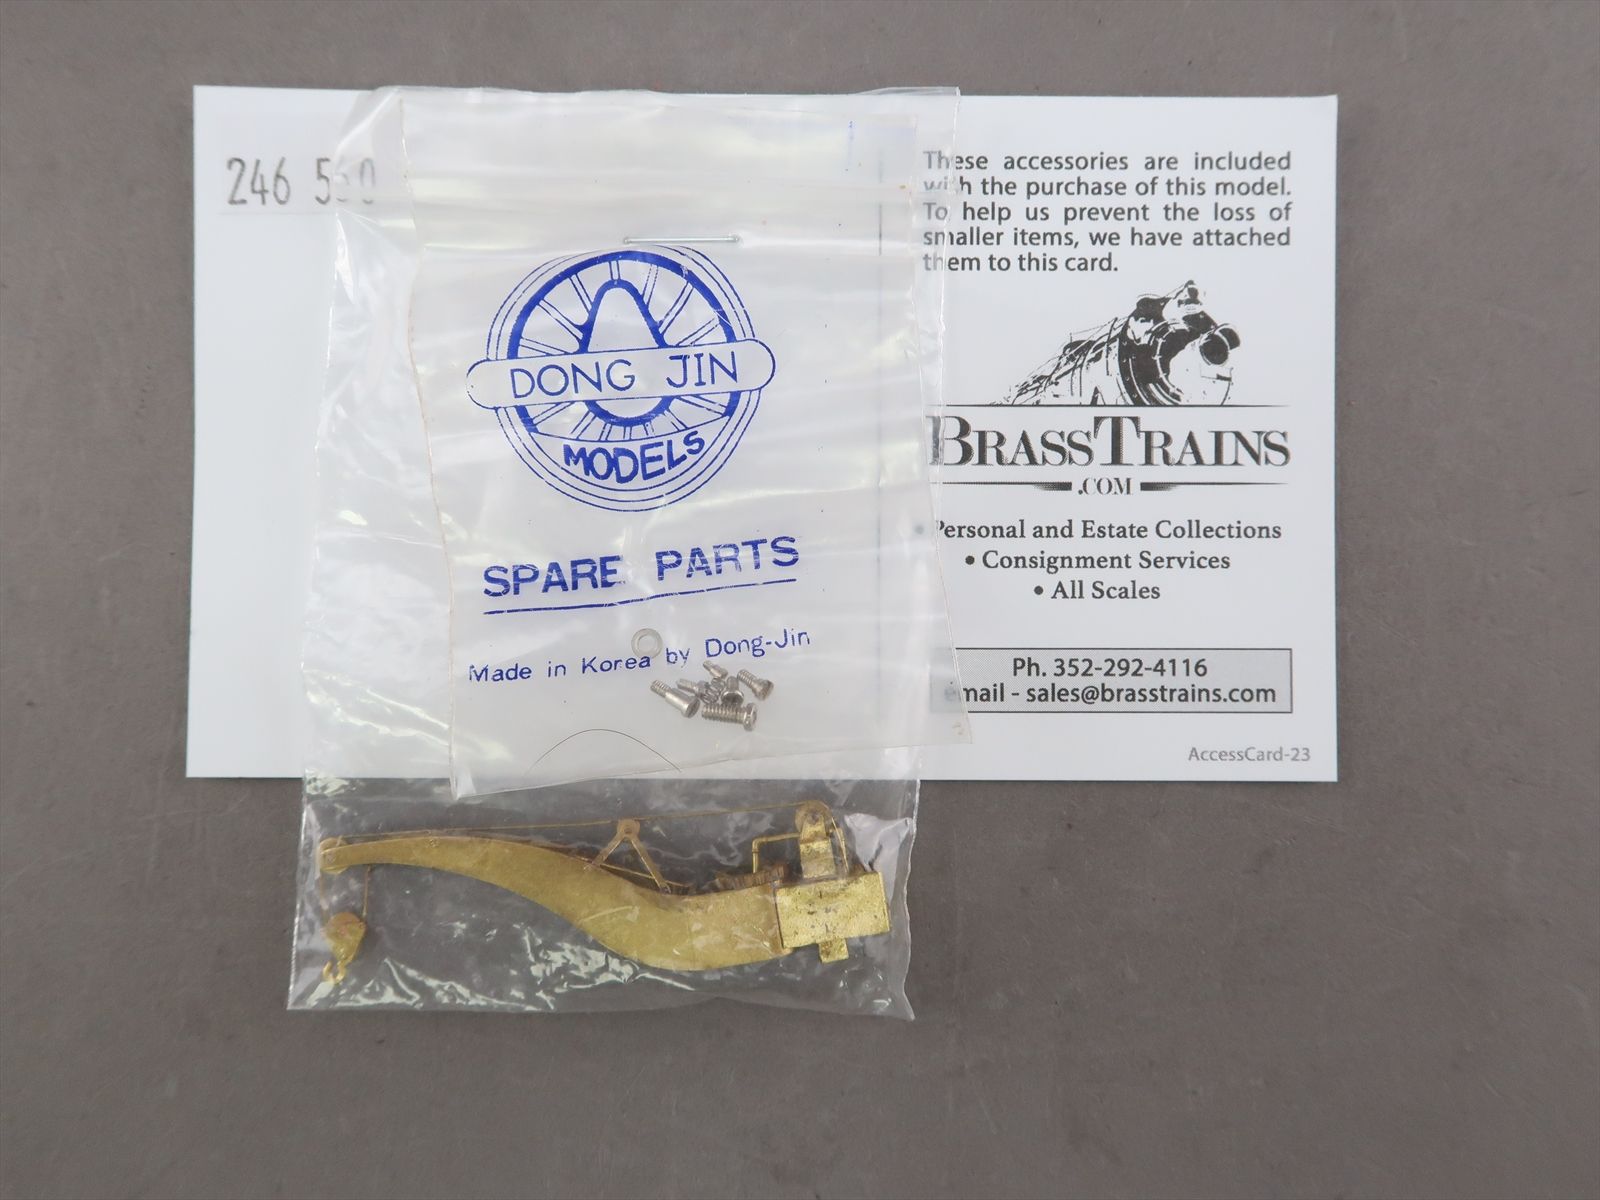 246
DONG JIN
MODELS
SPARE PARTS
Made in Korea by Dong-Jin
These accessories are included
with the purchase of this model.
To help us prevent the loss of
smaller items, we have attached
them to this card.
BRASSTRAINS
.COM
• Personal and Estate Collections
• Consignment Services
• All Scales
Ph. 352-292-4116
email - sales@brasstrains.com
AccessCard-23